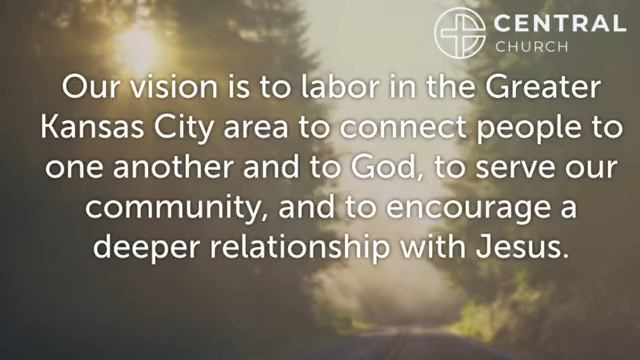 CENTRAL
CHURCH
Our vision is to labor in the Greater
Kansas City area to connect people to
one another and to God, to serve our
community, and to encourage a
deeper relationship with Jesus.